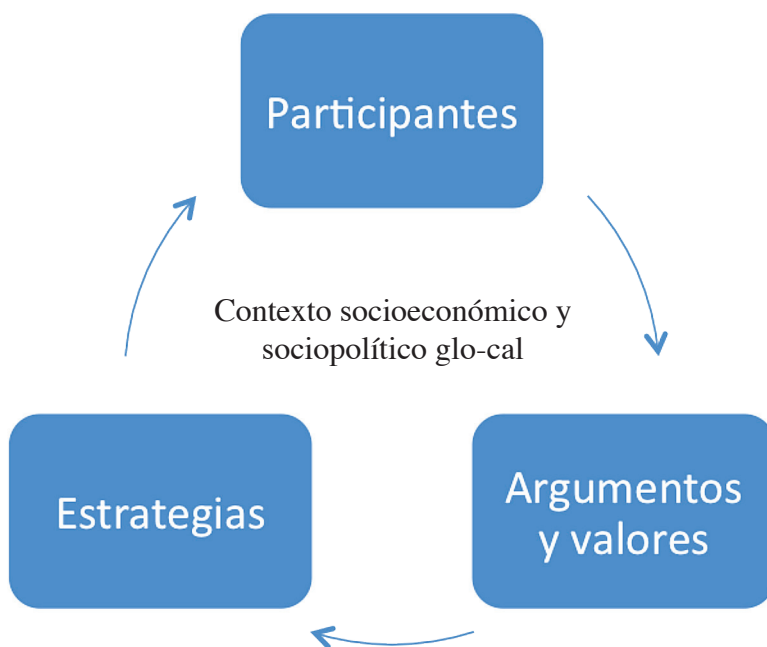 Participantes
Contexto socioeconómico y
sociopolítico glo-cal
Estrategias
Argumentos
y valores